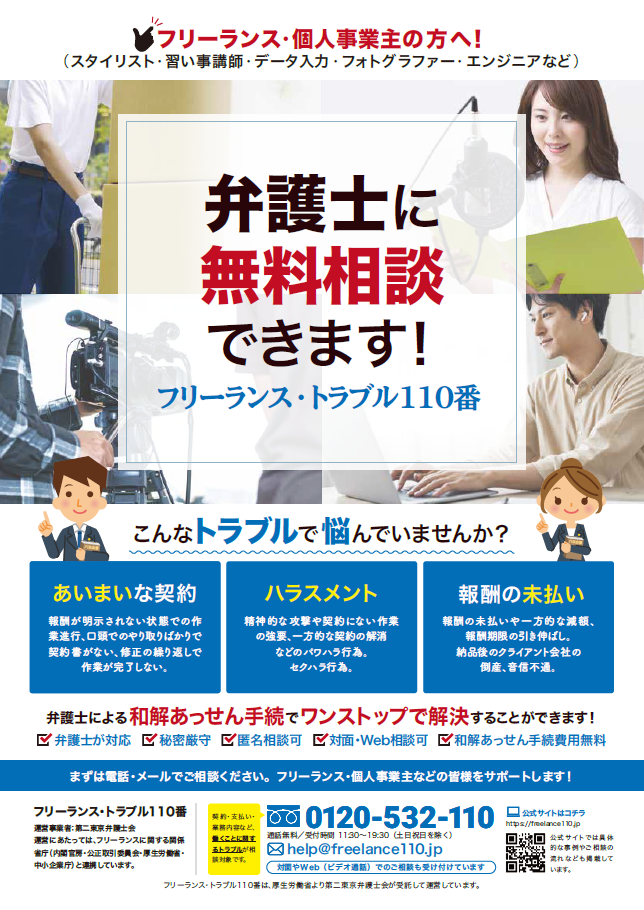 フリーランス・個人事業主の方へ!
(スタイリスト・習い事講師・データ入力・フォトグラファー・エンジニアなど)
弁護士に
無料相談
できます!
フリーランス・トラブル110番
こんなトラブルで悩んでいませんか?
あいまいな契約
報酬が明示されない状態での作
業進行、口頭でのやり取りばかりで
契約書がない、修正の繰り返しで
作業が完了しない。
ハラスメント
精神的な攻撃や契約にない作業
の強要、一方的な契約の解消
などのパワハラ行為。
セクハラ行為。
報酬の未払い
報酬の未払いや一方的な減額、
報酬期限の引き伸ばし。
納品後のクライアント会社の
倒産、音信不通。
弁護士による和解あっせん手続でワンストップで解決することができます!
弁護士が対応 秘密厳守 匿名相談可 対面・Web相談可 和解あっせん手続費用無料
まずは電話・メールでご相談ください。フリーランス・個人事業主などの皆様をサポートします!
フリーランス・トラブル110番
運営事業者:第二東京弁護士会
運営にあたっては、フリーランスに関する関係
省庁(内閣官房・公正取引委員会・厚生労働省・
中小企業庁)と連携しています。
契約・支払い・
業務内容など、
働くことに関す
るトラブルが相
談対象です。
0120-532-110
通話無料/受付時間 11:30~19:30(土日祝日を除く)
help@freelance110.jp
対面やWeb(ビデオ通話)でのご相談も受け付けています
公式サイトはコチラ
https://freelance110.jp
公式サイトでは具体
的な事例やご相談の
流れなども掲載して
います。
フリーランス・トラブル110番は、厚生労働省より第二東京弁護士会が受託して運営しています。